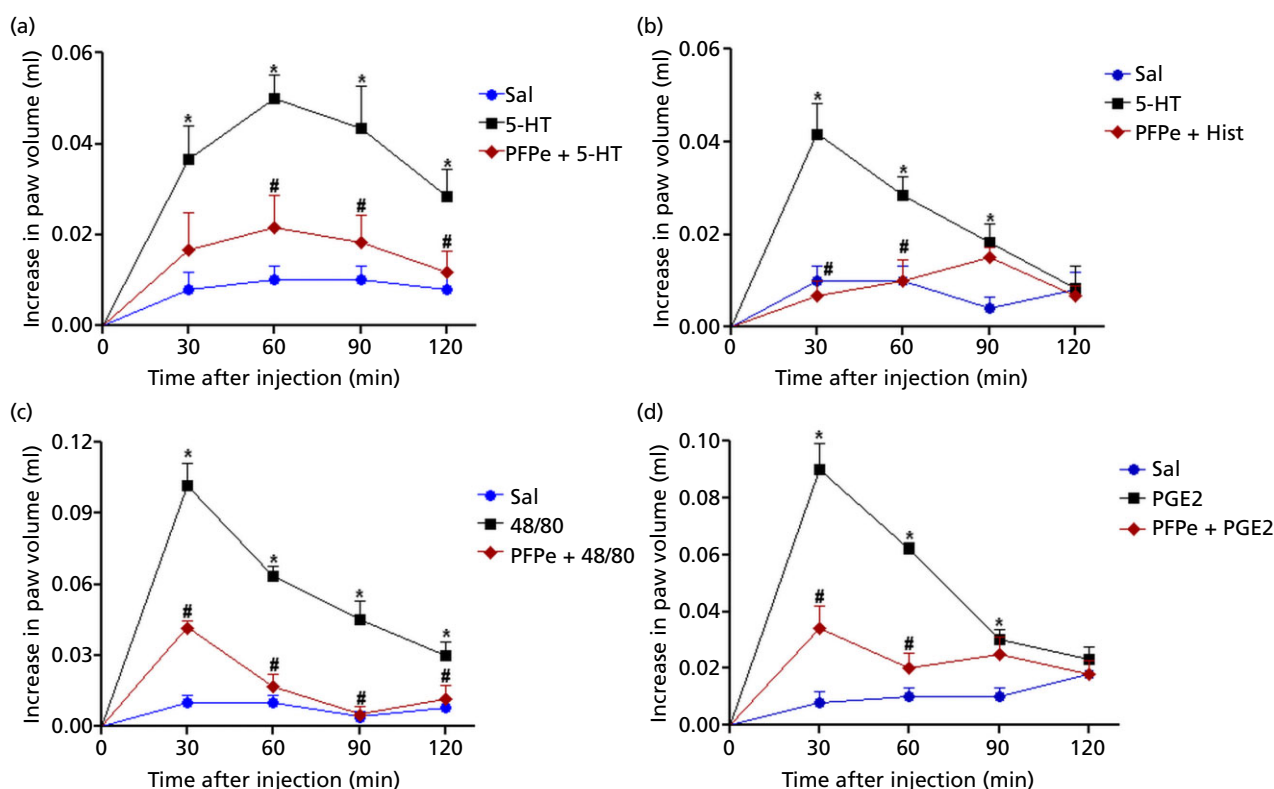 (a)
0.06
0.04
0.02
0.00
Increase in paw volume (ml)
0 30 60 90 120
Time after injection (min)
* * * *
# # #
Sal
5-HT
PFPe + 5-HT
(b)
0.06
0.04
0.02
0.00
Increase in paw volume (ml)
0 30 60 90 120
Time after injection (min)
* * *
# #
Sal
5-HT
PFPe + Hist
(c)
0.12
0.09
0.06
0.03
0.00
Increase in paw volume (ml)
0 30 60 90 120
Time after injection (min)
* * * *
# # # #
Sal
48/80
PFPe + 48/80
(d)
0.10
0.08
0.06
0.04
0.02
0.00
Increase in paw volume (ml)
0 30 60 90 120
Time after injection (min)
* * *
# #
Sal
PGE2
PFPe + PGE2